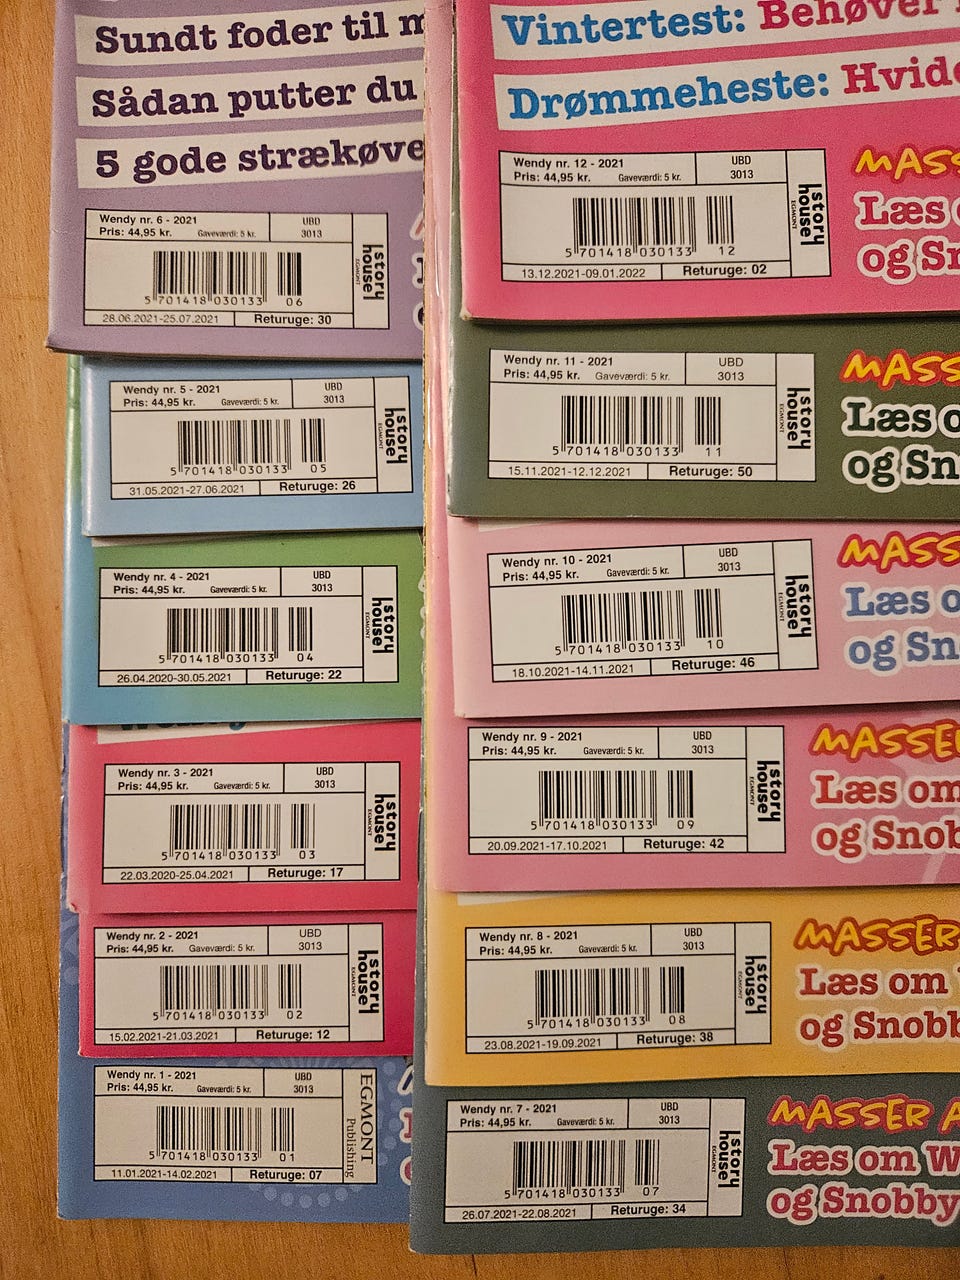 Sundt foder til
Sådan putter du
5 gode strækøve
Wendy nr. 6 - 2021
Pris: 44,95 kr. Gaveværdi: 5 kr.
UBD
3013
5 701418 030133 06
28.06.2021-25.07.2021
Returuge: 30
story
house
EGMONT
Wendy nr. 5 - 2021
Pris: 44,95 kr. Gaveværdi: 5 kr.
UBD
3013
5 701418 030133 05
31.05.2021-27.06.2021
Returuge: 26
story
house
EGMONT
Wendy nr. 4 - 2021
Pris: 44,95 kr. Gaveværdi: 5 kr.
UBD
3013
5 701418 030133 04
26.04.2020-30.05.2021
Returuge: 22
story
house
EGMONT
Wendy nr. 3 - 2021
Pris: 44,95 kr. Gaveværdi: 5 kr.
UBD
3013
5 701418 030133 03
22.03.2020-25.04.2021
Returuge: 17
story
house
EGMONT
Wendy nr. 2 - 2021
Pris: 44,95 kr. Gaveværdi: 5 kr.
UBD
3013
5 701418 030133 02
15.02.2021-21.03.2021
Returuge: 12
story
house
EGMONT
Wendy nr. 1 - 2021
Pris: 44,95 kr. Gaveværdi: 5 kr.
UBD
3013
5 701418 030133 01
11.01.2021-14.02.2021
Returuge: 07
EGMONT
Publishing
Vintertest: Behøver
Drømmeheste: Hvide
Wendy nr. 12 - 2021
Pris: 44,95 kr. Gaveværdi: 5 kr.
UBD
3013
5 701418 030133 12
13.12.2021-09.01.2022
Returuge: 02
story
house
EGMONT
MASS
Læs
og Sn
Wendy nr. 11 - 2021
Pris: 44,95 kr. Gaveværdi: 5 kr.
UBD
3013
5 701418 030133 11
15.11.2021-12.12.2021
Returuge: 50
story
house
EGMONT
MASS
Læs o
og Sn
Wendy nr. 10 - 2021
Pris: 44,95 kr. Gaveværdi: 5 kr.
UBD
3013
5 701418 030133 10
18.10.2021-14.11.2021
Returuge: 46
story
house
EGMONT
MASS
Læs o
og Sn
Wendy nr. 9 - 2021
Pris: 44,95 kr. Gaveværdi: 5 kr.
UBD
3013
5 701418 030133 09
20.09.2021-17.10.2021
Returuge: 42
story
house
EGMONT
MASSER
Læs om
og Snob
Wendy nr. 8 - 2021
Pris: 44,95 kr. Gaveværdi: 5 kr.
UBD
3013
5 701418 030133 08
23.08.2021-19.09.2021
Returuge: 38
story
house
EGMONT
MASSER
Læs om
og Snobb
Wendy nr. 7 - 2021
Pris: 44,95 kr. Gaveværdi: 5 kr.
UBD
3013
5 701418 030133 07
26.07.2021-22.08.2021
Returuge: 34
story
house
EGMONT
MASSER A
Læs om W
og Snobby